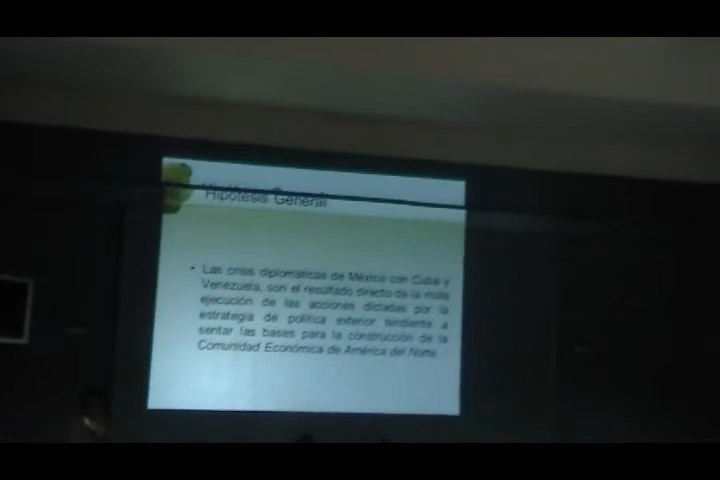 Hipótesis General
• Las crisis diplomáticas de México con Cuba y
Venezuela, son el resultado directo de la mala
ejecución de las acciones dictadas por la
estrategia de política exterior tendiente a
sentar las bases para la construcción de la
Comunidad Económica de América del Norte.